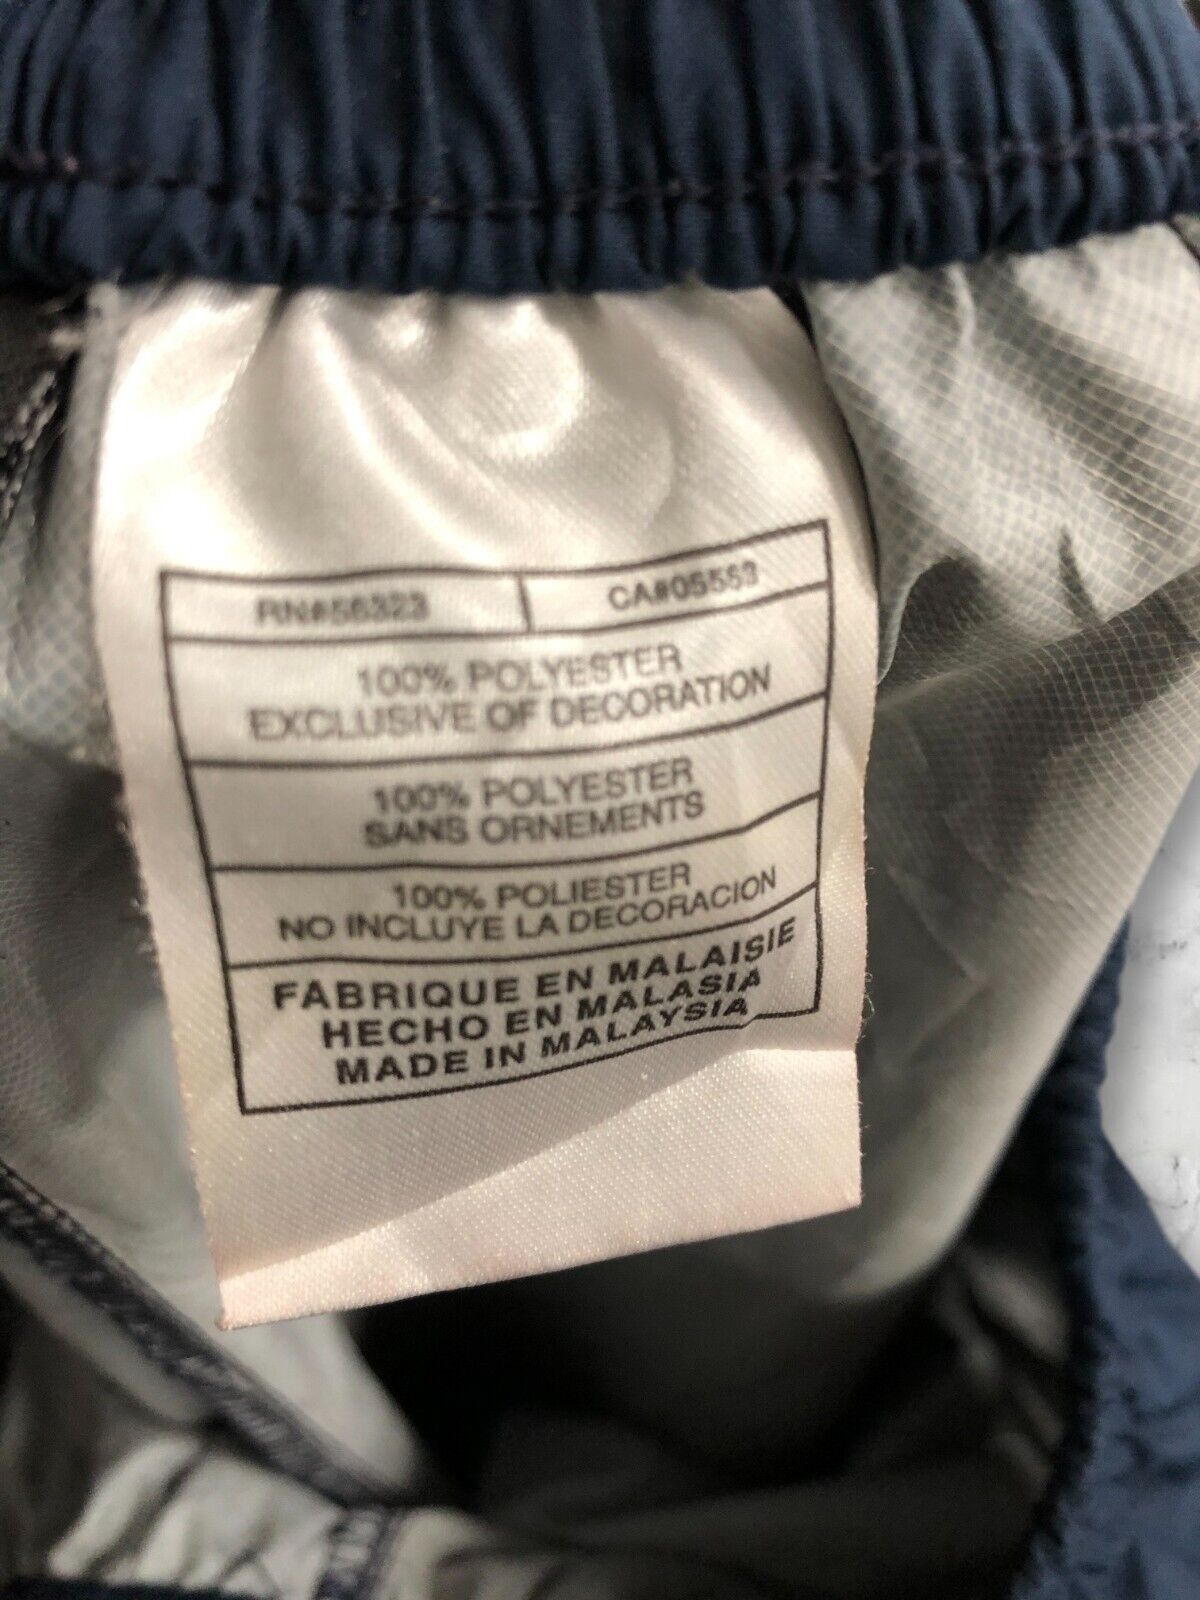 RN#56323 CA#05553
100% POLYESTER
EXCLUSIVE OF DECORATION
100% POLYESTER
SANS ORNEMENTS
100% POLIESTER
NO INCLUYE LA DECORACION
FABRIQUE EN MALAISIE
HECHO EN MALASIA
MADE IN MALAYSIA